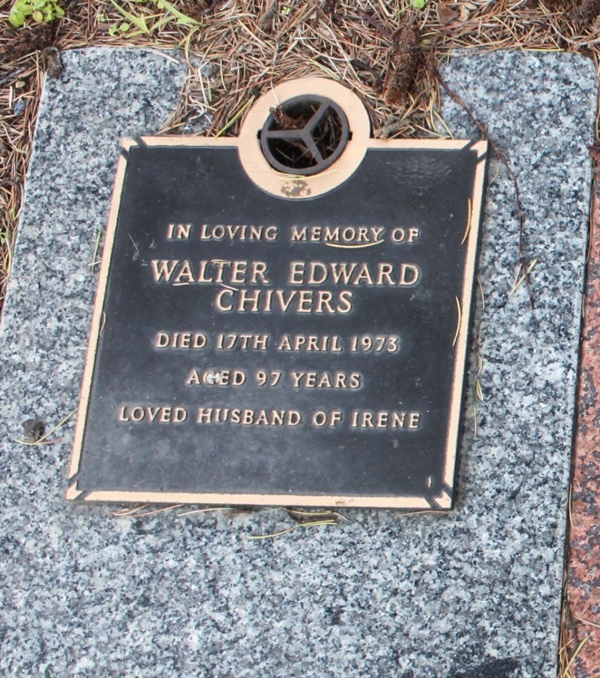 IN LOVING MEMORY OF
WALTER EDWARD
CHIVERS
DIED 17TH APRIL 1973
AGED 97 YEARS
LOVED HUSBAND OF IRENE